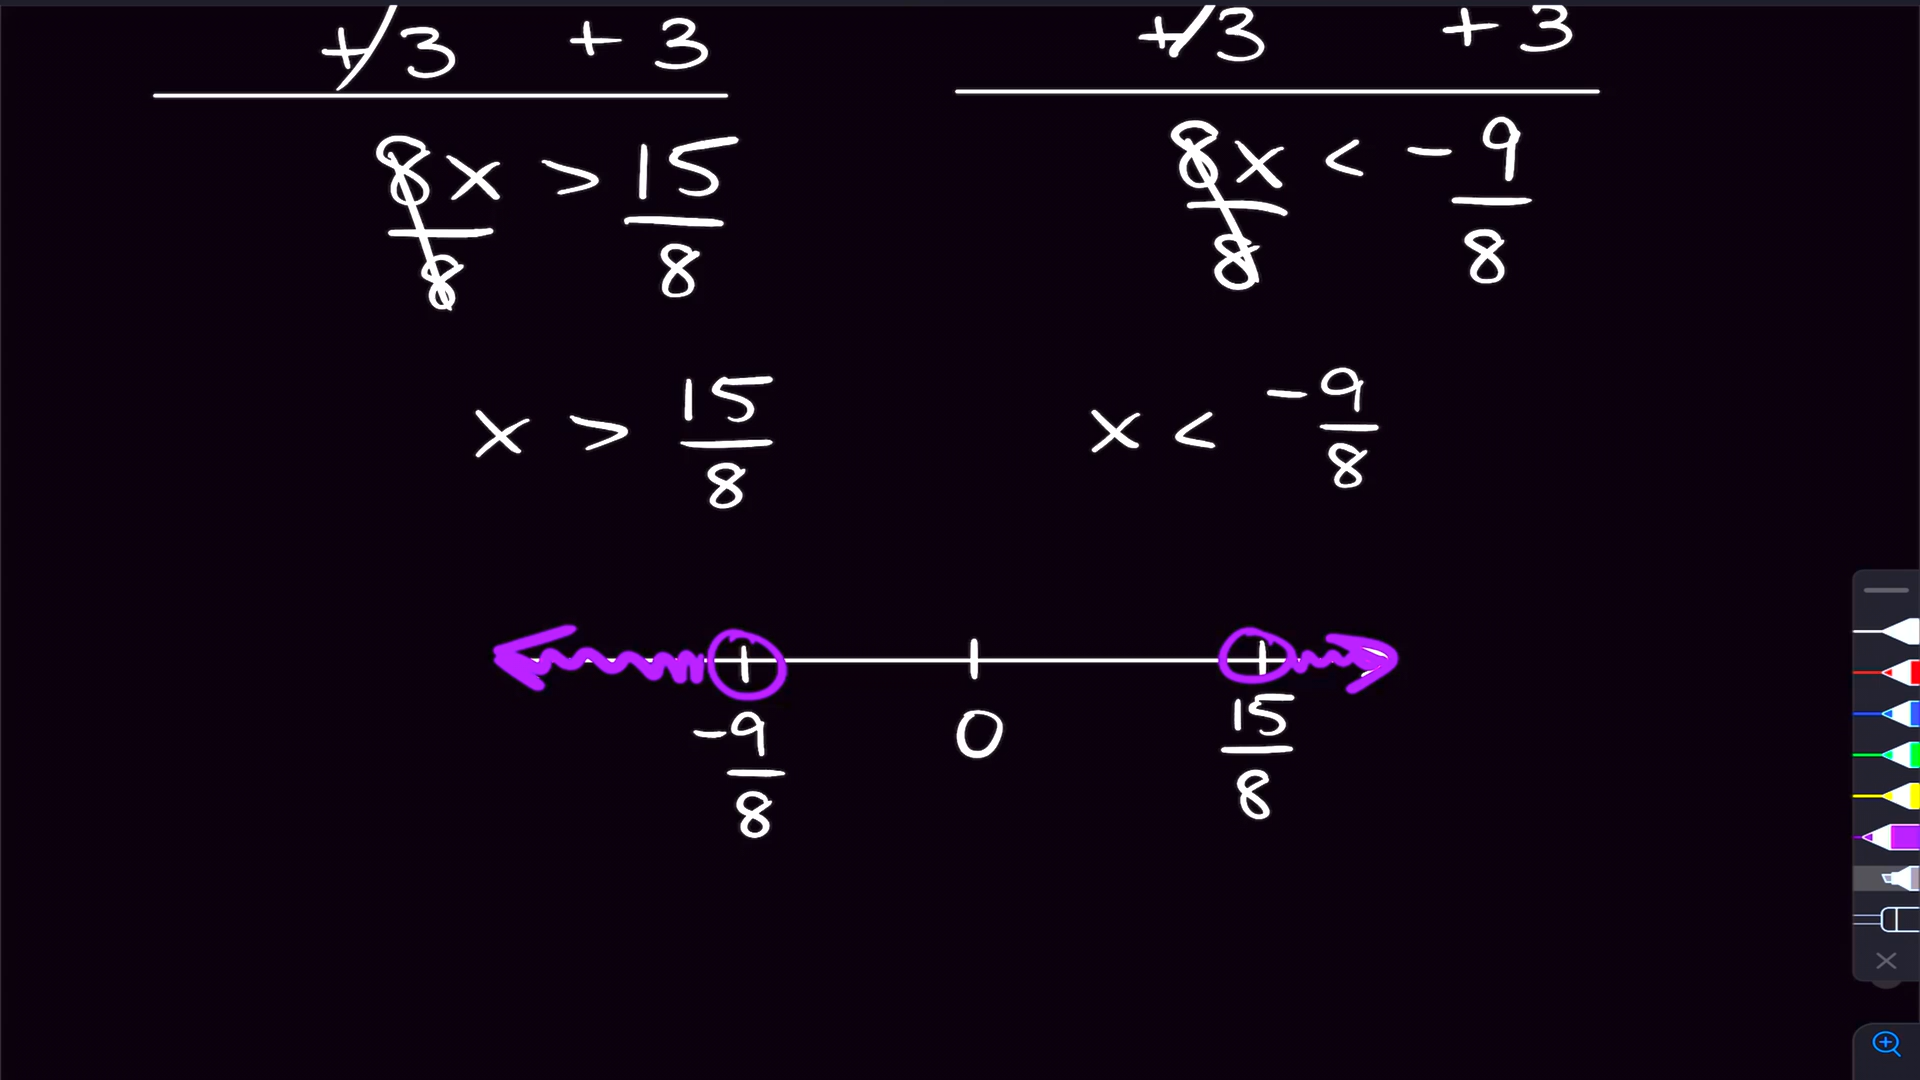 +3 + 3 +3 + 3
8x > 15 8x < - 9
8 8 8 8
x > 15/8 x < -9/8
-9/8 0 15/8